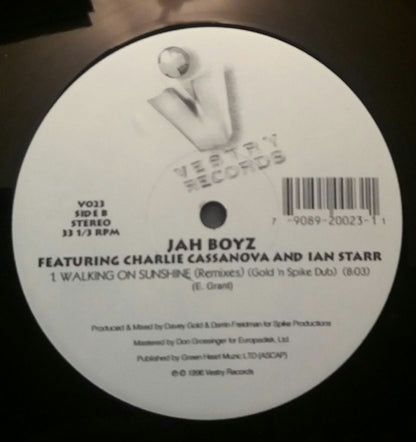 VESTRY
RECORDS
V023
SIDE B
STEREO
33 1/3 RPM
7 -9089-20023-1 1
JAH BOYZ
FEATURING CHARLIE CASSANOVA AND IAN STARR
1. WALKING ON SUNSHINE (Remixes) (Gold 'n Spike Dub) (8:03)
(E. Grant)
Produced & Mixed by Davey Gold & Darrin Freidman for Spike Productions
Mastered by Don Grossinger for Europadisk, Ltd.
Published by Green Heart Music LTD (ASCAP)
℗ © 1996 Vestry Records